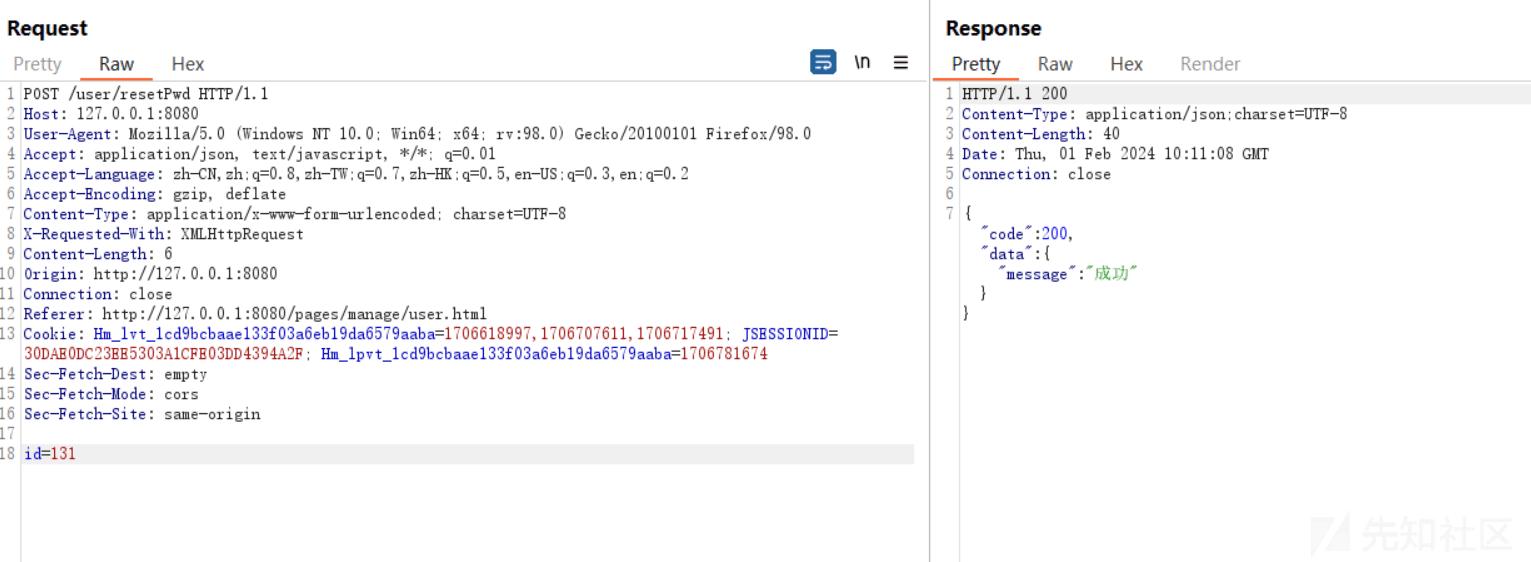 Request
Pretty Raw Hex
\n
1 POST /user/resetPwd HTTP/1.1
2 Host: 127.0.0.1:8080
3 User-Agent: Mozilla/5.0 (Windows NT 10.0; Win64; x64; rv:98.0) Gecko/20100101 Firefox/98.0
4 Accept: application/json, text/javascript, */*; q=0.01
5 Accept-Language: zh-CN,zh;q=0.8,zh-TW;q=0.7,zh-HK;q=0.5,en-US;q=0.3,en;q=0.2
6 Accept-Encoding: gzip, deflate
7 Content-Type: application/x-www-form-urlencoded; charset=UTF-8
8 X-Requested-With: XMLHttpRequest
9 Content-Length: 6
10 Origin: http://127.0.0.1:8080
11 Connection: close
12 Referer: http://127.0.0.1:8080/pages/manage/user.html
13 Cookie: Hm_lvt_1cd9bcbaae133f03a6eb19da6579aaba=1706618997,1706707611,1706717491; JSESSIONID=
30DAE0DC23EE5303A1CFE03DD4394A2F; Hm_lpvt_1cd9bcbaae133f03a6eb19da6579aaba=1706781674
14 Sec-Fetch-Dest: empty
15 Sec-Fetch-Mode: cors
16 Sec-Fetch-Site: same-origin
17
18 id=131
Response
Pretty Raw Hex Render
1 HTTP/1.1 200
2 Content-Type: application/json;charset=UTF-8
3 Content-Length: 40
4 Date: Thu, 01 Feb 2024 10:11:08 GMT
5 Connection: close
6
7 {
"code":200,
"data":{
"message":"成功"
}
}
先知社区